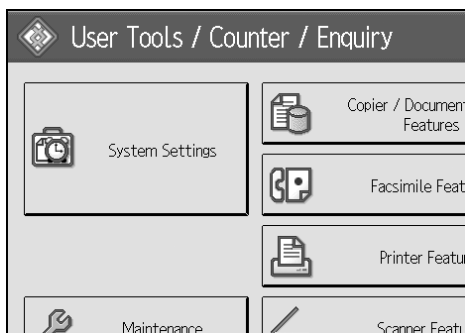 User Tools / Counter / Enquiry
System Settings
Copier / Document
Features
Facsimile Feat
Printer Featu
Maintenance
Scanner Featu